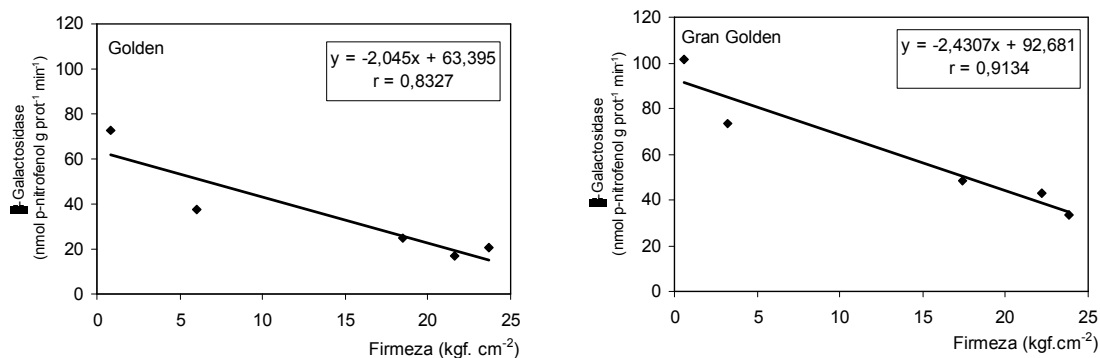 120
100
80
60
40
20
0
0 5 10 15 20 25
Golden
y = -2,045x + 63,395
r = 0,8327
-Galactosidase
(nmol p-nitrofenol g prot⁻¹ min⁻¹)
Firmeza (kgf. cm⁻²)
120
100
80
60
40
20
0
0 5 10 15 20 25
Gran Golden
y = -2,4307x + 92,681
r = 0,9134
-Galactosidase
(nmol p-nitrofenol g prot⁻¹ min⁻¹)
Firmeza (kgf.cm⁻²)